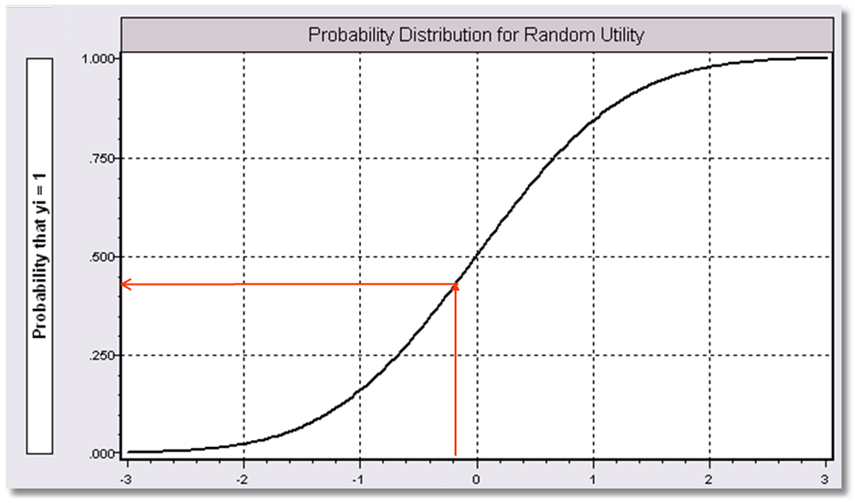 Probability Distribution for Random Utility
Probability that yi = 1
1.000
.750
.500
.250
.000
-3 -2 -1 0 1 2 3